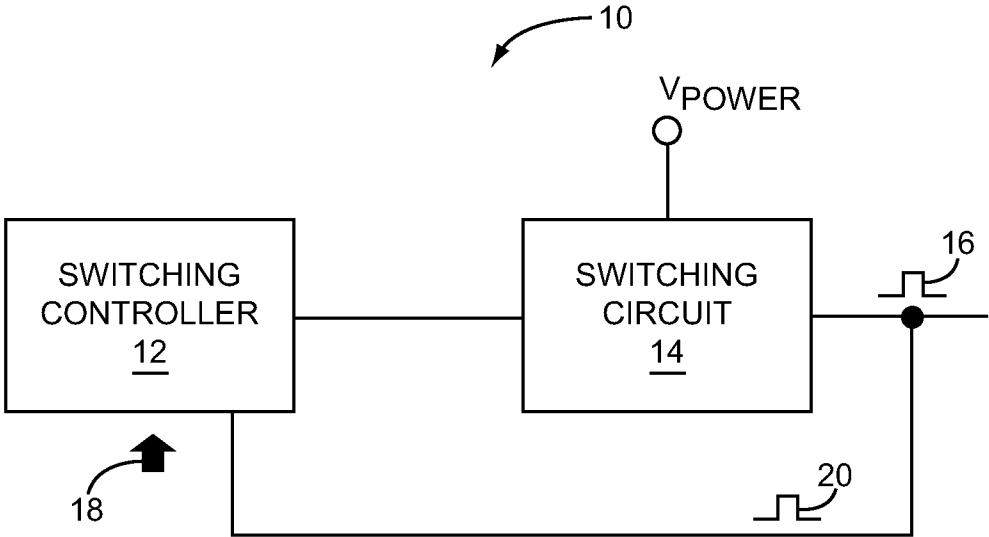 10
VPOWER
SWITCHING
CONTROLLER
12
SWITCHING
CIRCUIT
14
16
18
20